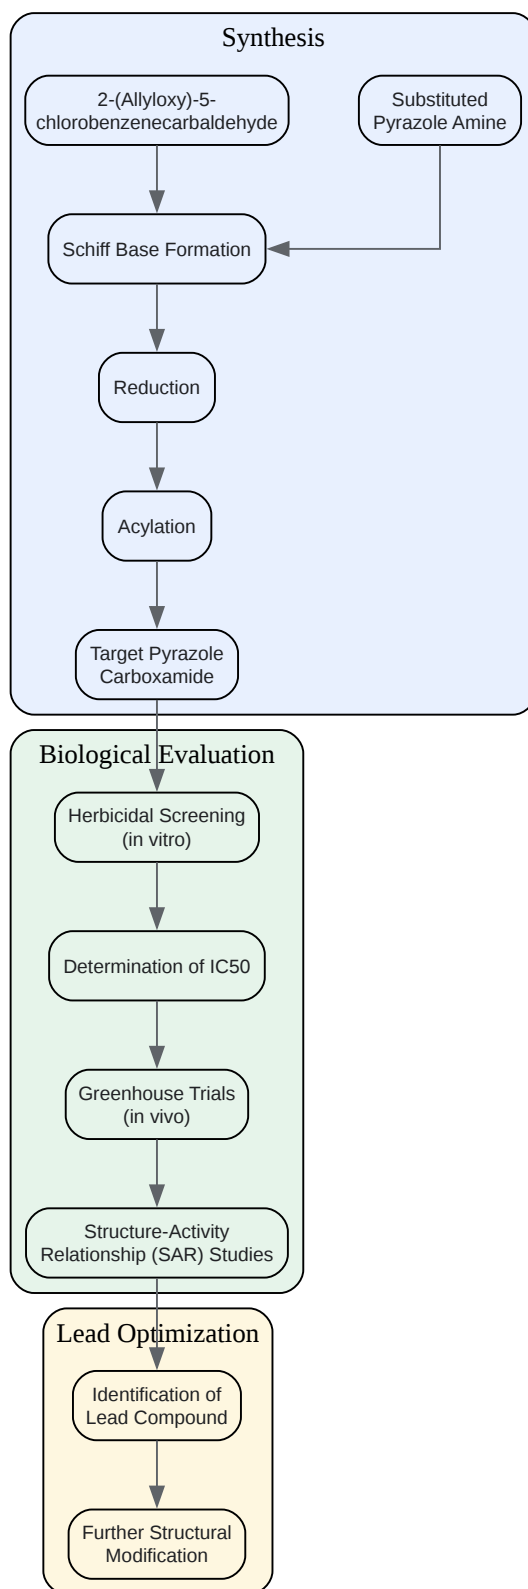 Synthesis
2-(Allyloxy)-5-
chlorobenzenecarbaldehyde
Substituted
Pyrazole Amine
Schiff Base Formation
Reduction
Acylation
Target Pyrazole
Carboxamide
Biological Evaluation
Herbicidal Screening
(in vitro)
Determination of IC50
Greenhouse Trials
(in vivo)
Structure-Activity
Relationship (SAR) Studies
Lead Optimization
Identification of
Lead Compound
Further Structural
Modification